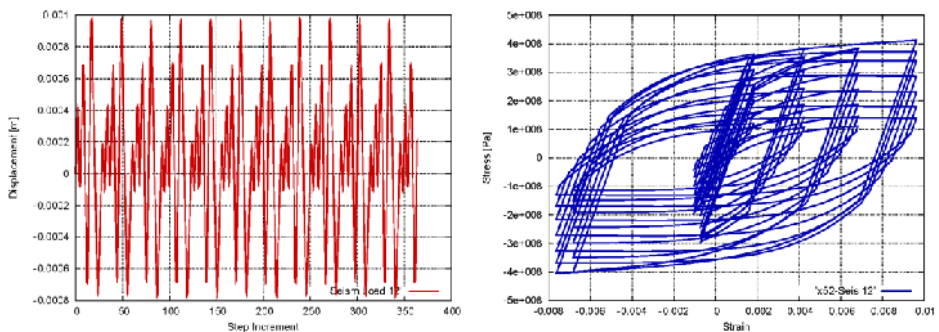 0.001
0.0008
0.0006
0.0004
0.0002
0
-0.0002
-0.0004
-0.0006
-0.0008
0 50 100 150 200 250 300 350 400
Displacement [m]
Step Increment
Seism Load 12'
5e+008
4e+008
3e+008
2e+008
1e+008
0
-1e+008
-2e+008
-3e+008
-4e+008
-5e+008
-0.008 -0.006 -0.004 -0.002 0 0.002 0.004 0.006 0.008 0.01
Stress [Pa]
Strain
'x52-Seis 12'